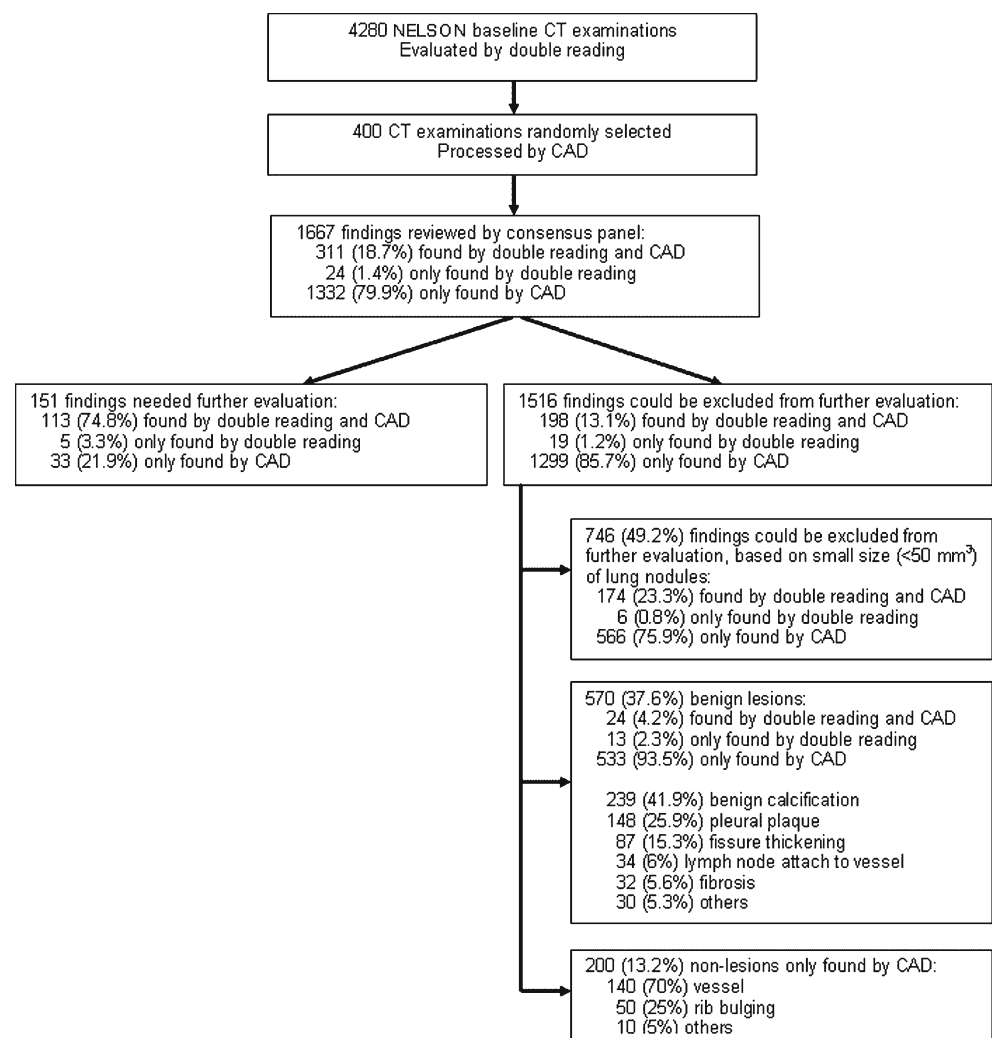 4280 NELSON baseline CT examinations
Evaluated by double reading
400 CT examinations randomly selected
Processed by CAD
1667 findings reviewed by consensus panel:
311 (18.7%) found by double reading and CAD
24 (1.4%) only found by double reading
1332 (79.9%) only found by CAD
151 findings needed further evaluation:
113 (74.8%) found by double reading and CAD
5 (3.3%) only found by double reading
33 (21.9%) only found by CAD
1516 findings could be excluded from further evaluation:
198 (13.1%) found by double reading and CAD
19 (1.2%) only found by double reading
1299 (85.7%) only found by CAD
746 (49.2%) findings could be excluded from
further evaluation, based on small size (<50 mm³)
of lung nodules:
174 (23.3%) found by double reading and CAD
6 (0.8%) only found by double reading
566 (75.9%) only found by CAD
570 (37.6%) benign lesions:
24 (4.2%) found by double reading and CAD
13 (2.3%) only found by double reading
533 (93.5%) only found by CAD
239 (41.9%) benign calcification
148 (25.9%) pleural plaque
87 (15.3%) fissure thickening
34 (6%) lymph node attach to vessel
32 (5.6%) fibrosis
30 (5.3%) others
200 (13.2%) non-lesions only found by CAD:
140 (70%) vessel
50 (25%) rib bulging
10 (5%) others